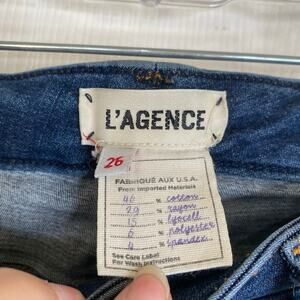 L'AGENCE
26
FABRIQUÉ AUX U.S.A.
From Imported Materials
46 % cotton
29 % rayon
15 % lyocell
6 % polyester
4 % spandex
See Care Label
For Wash Instructions